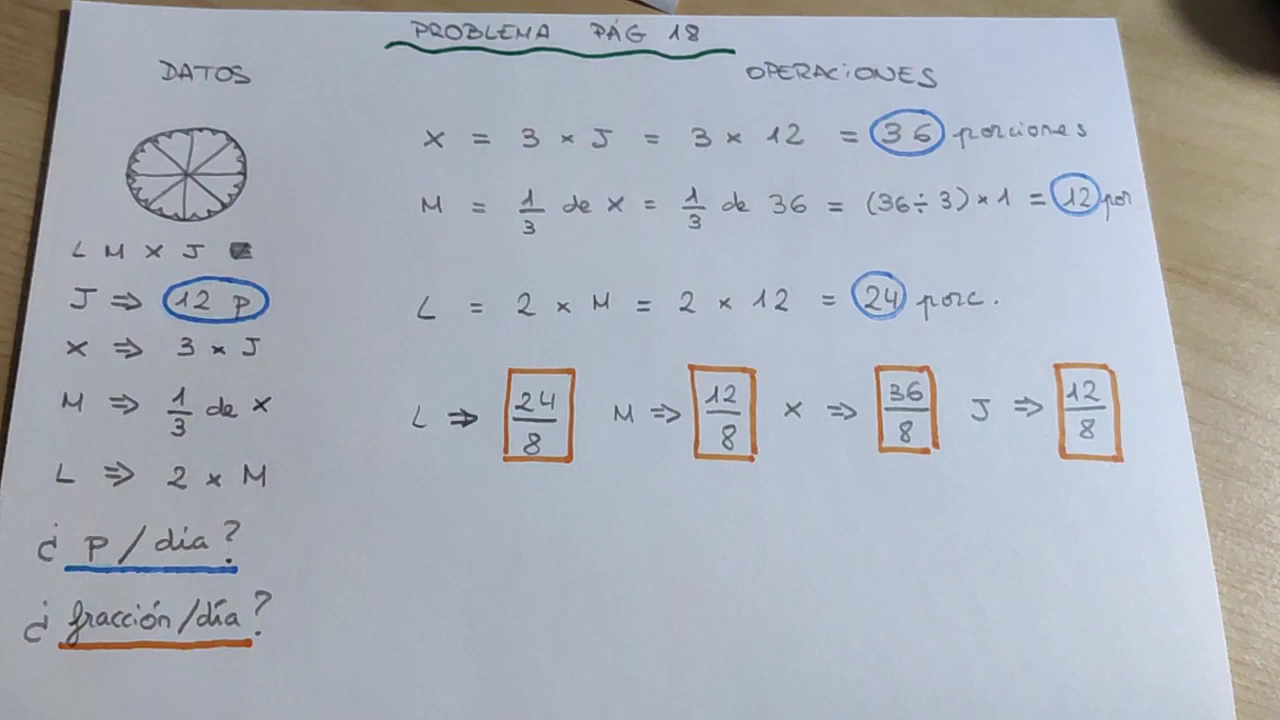 PROBLEMA PÁG 18
DATOS
L M X J
J ⇒ 12 p
X ⇒ 3 × J
M ⇒ 1/3 de X
L ⇒ 2 × M
¿ P / día ?
¿ fracción /día ?
OPERACiONES
X = 3 × J = 3 × 12 = 36 porciones
M = 1/3 de X = 1/3 de 36 = (36 ÷ 3) × 1 = 12 por
L = 2 × M = 2 × 12 = 24 porc.
L ⇒ 24/8 M ⇒ 12/8 X ⇒ 36/8 J ⇒ 12/8